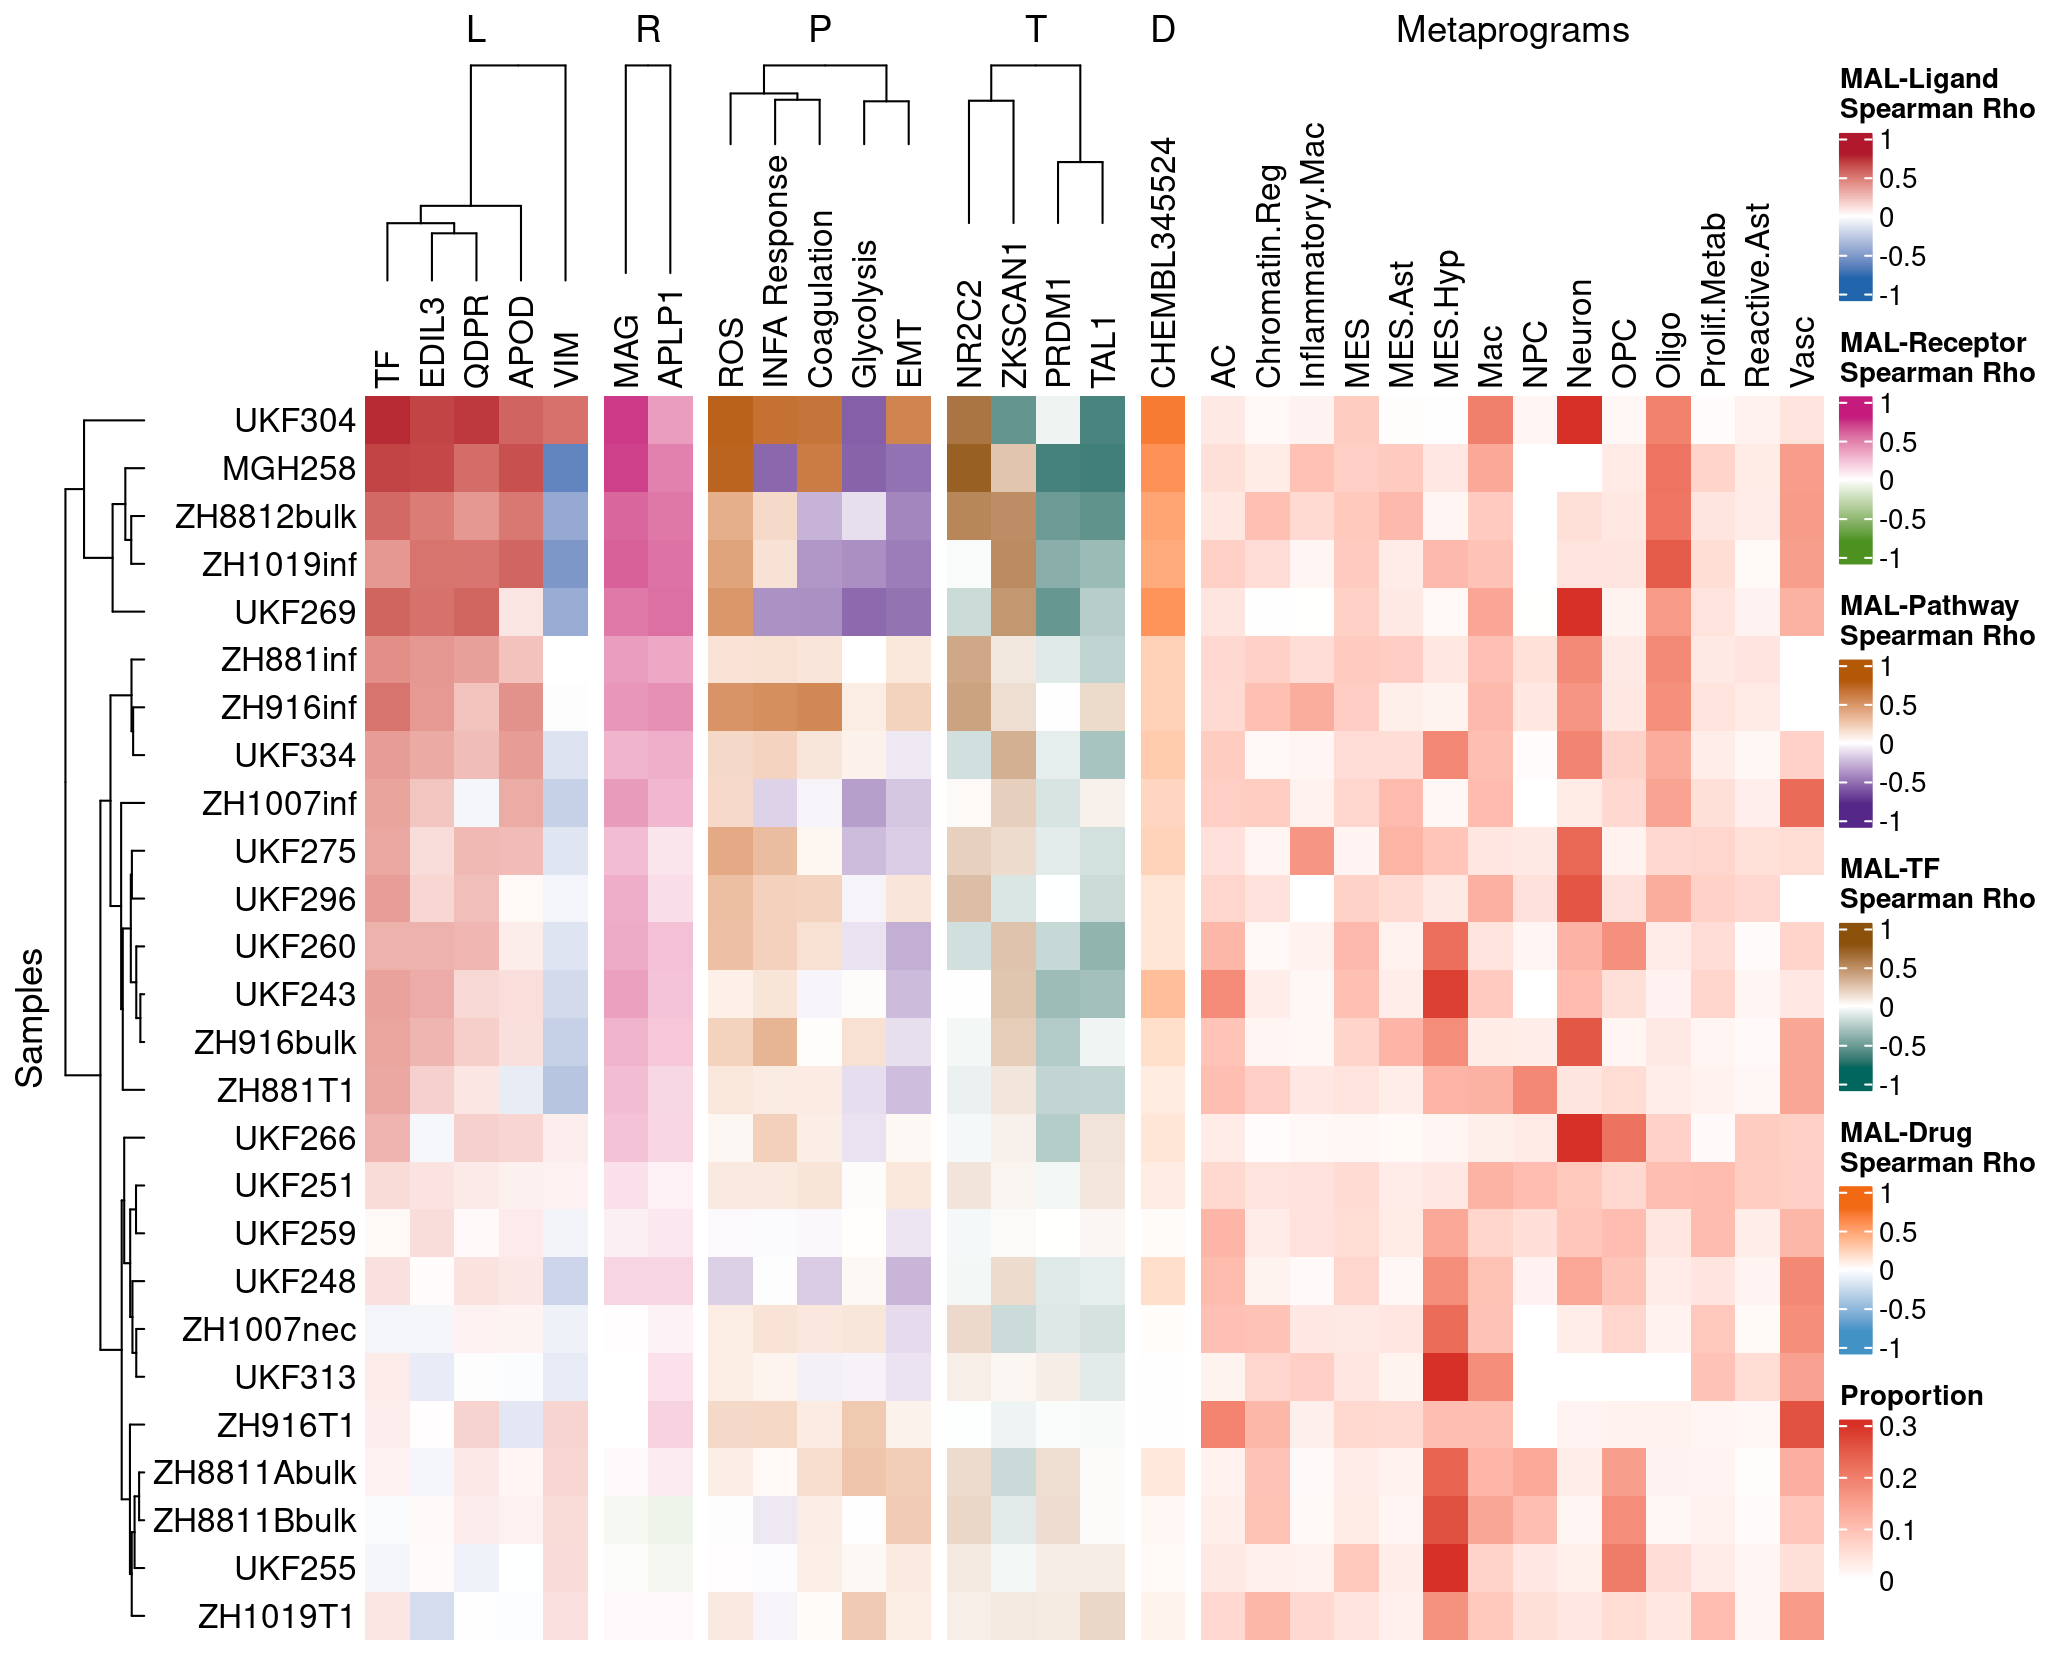 L R P T D Metaprograms
TF
EDIL3
QDPR
APOD
VIM
MAG
APLP1
ROS
INFA Response
Coagulation
Glycolysis
EMT
NR2C2
ZKSCAN1
PRDM1
TAL1
CHEMBL3455524
AC
Chromatin.Reg
Inflammatory.Mac
MES
MES.Ast
MES.Hyp
Mac
NPC
Neuron
OPC
Oligo
Prolif.Metab
Reactive.Ast
Vasc
Samples
UKF304
MGH258
ZH8812bulk
ZH1019inf
UKF269
ZH881inf
ZH916inf
UKF334
ZH1007inf
UKF275
UKF296
UKF260
UKF243
ZH916bulk
ZH881T1
UKF266
UKF251
UKF259
UKF248
ZH1007nec
UKF313
ZH916T1
ZH8811Abulk
ZH8811Bbulk
UKF255
ZH1019T1
MAL-Ligand
Spearman Rho
1
0.5
0
-0.5
-1
MAL-Receptor
Spearman Rho
1
0.5
0
-0.5
-1
MAL-Pathway
Spearman Rho
1
0.5
0
-0.5
-1
MAL-TF
Spearman Rho
1
0.5
0
-0.5
-1
MAL-Drug
Spearman Rho
1
0.5
0
-0.5
-1
Proportion
0.3
0.2
0.1
0